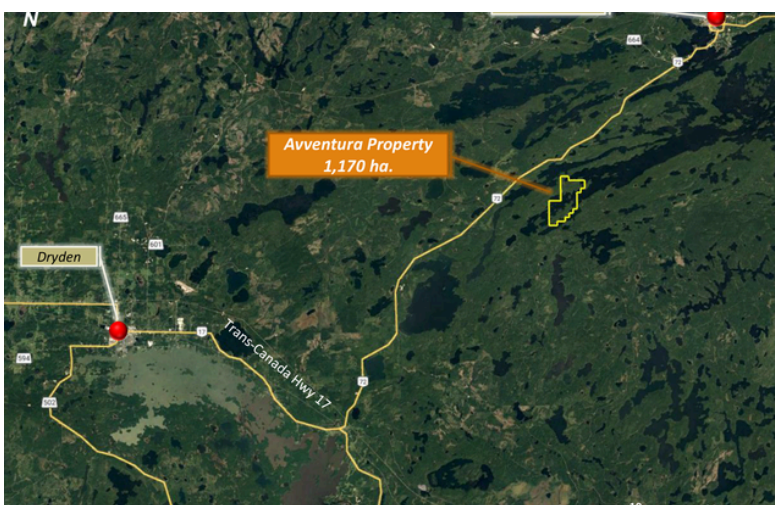 N
664
72
Avventura Property
1,170 ha.
72
665
601
Dryden
17
Trans-Canada Hwy 17
594
72
502